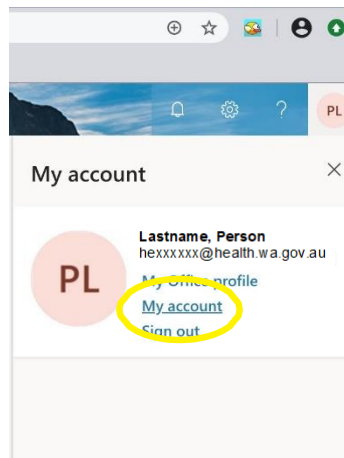 ?
PL
My account
Lastname, Person
hexxxxxx@health.wa.gov.au
PL
My Office profile
My account
Sign out